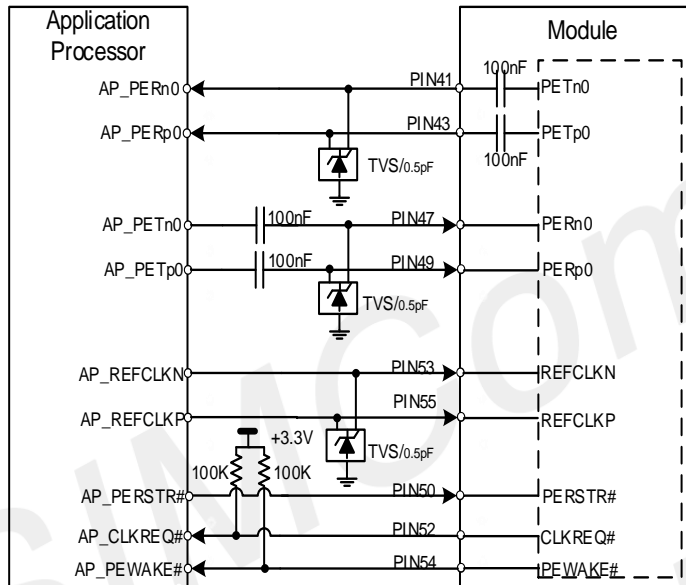 Application
Processor
Module
100nF
AP_PERn0
PIN41
PETn0
AP_PERp0
PIN43
PETp0
100nF
TVS/0.5pF
AP_PETn0
100nF
PIN47
PERn0
100nF
AP_PETp0
PIN49
PERp0
TVS/0.5pF
AP_REFCLKN
PIN53
REFCLKN
AP_REFCLKP
PIN55
REFCLKP
+3.3V
TVS/0.5pF
100K
100K
AP_PERSTR#
PIN50
PERSTR#
AP_CLKREQ#
PIN52
CLKREQ#
AP_PEWAKE#
PIN54
PEWAKE#
SIMCom